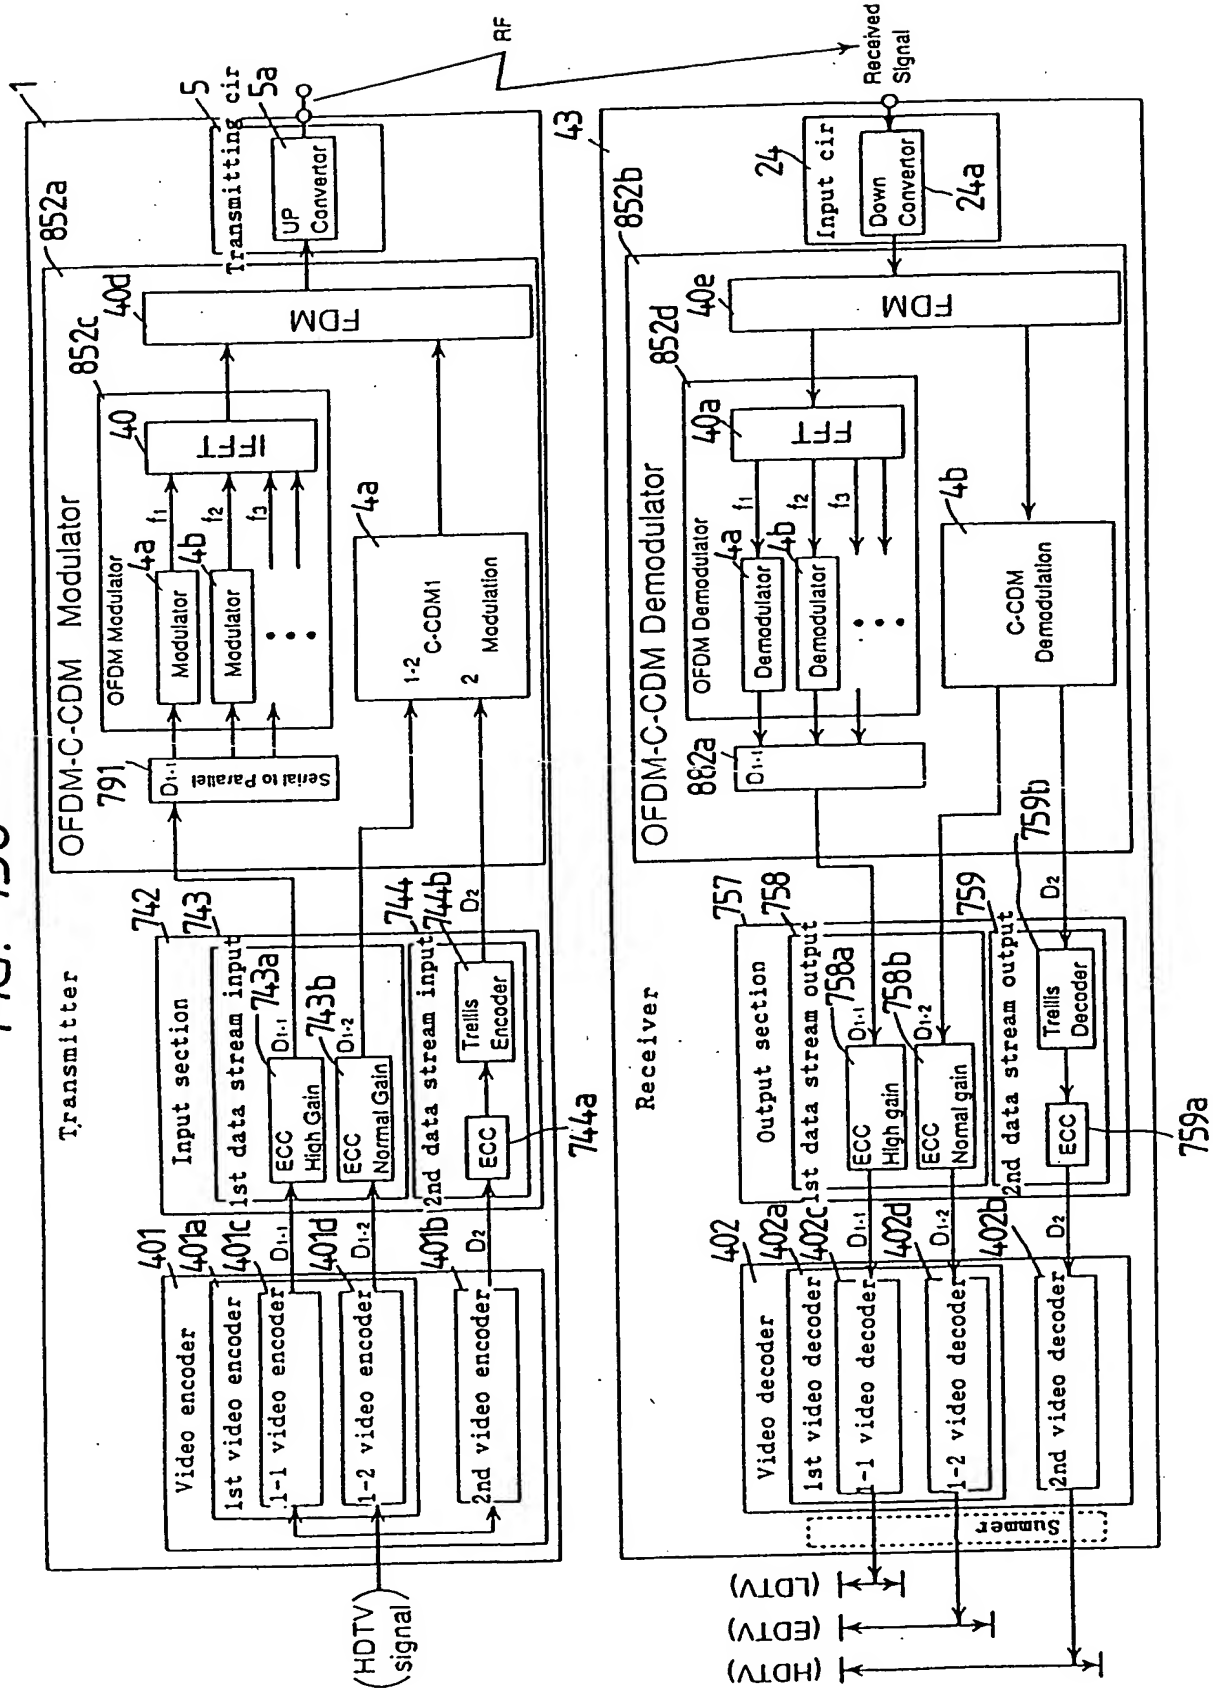 Transmitter
1
(HDTV signal)
Video encoder
401
1st video encoder
401a
1-1 video encoder
401c
D1-1
1-2 video encoder
401d
D1-2
2nd video encoder
401b
D2
Input section
742
1st data stream input
743
743a
ECC
High Gain
D1-1
743b
ECC
Normal Gain
D1-2
2nd data stream input
744
744b
ECC
744a
Trellis
Encoder
D2
OFDM-C-CDM Modulator
852a
791
D1-1
Serial to Parallel
OFDM Modulator
852c
Modulator
4a
f1
Modulator
4b
f2
f3
40
IFFT
1-2
2
C-CDM1
Modulation
4a
40d
FDM
Transmitting cir
5
UP
Convertor
5a
RF
Receiver
43
Received
Signal
Input cir
24
Down
Convertor
24a
OFDM-C-CDM Demodulator
852b
40e
FDM
OFDM Demodulator
852d
40a
FFT
f1
f2
f3
Demodulator
4a
Demodulator
4b
882a
D1-1
C-CDM
Demodulation
4b
Output section
757
1st data stream output
758
758a
ECC
High gain
D1-1
758b
ECC
Nomal gain
D1-2
2nd data stream output
759
759b
Trellis
Decoder
D2
ECC
759a
Video decoder
402
1st video decoder
402a
1-1 video decoder
402c
D1-1
1-2 video decoder
402d
D1-2
2nd video decoder
402b
D2
Summer
(LDTV)
(EDTV)
(HDTV)